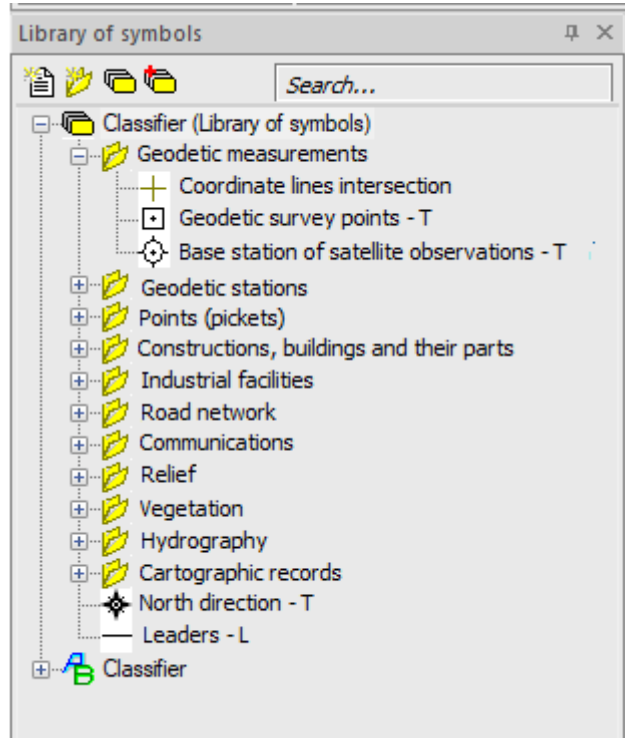 Library of symbols
Search...
Classifier (Library of symbols)
Geodetic measurements
Coordinate lines intersection
Geodetic survey points - T
Base station of satellite observations - T
Geodetic stations
Points (pickets)
Constructions, buildings and their parts
Industrial facilities
Road network
Communications
Relief
Vegetation
Hydrography
Cartographic records
North direction - T
Leaders - L
Classifier